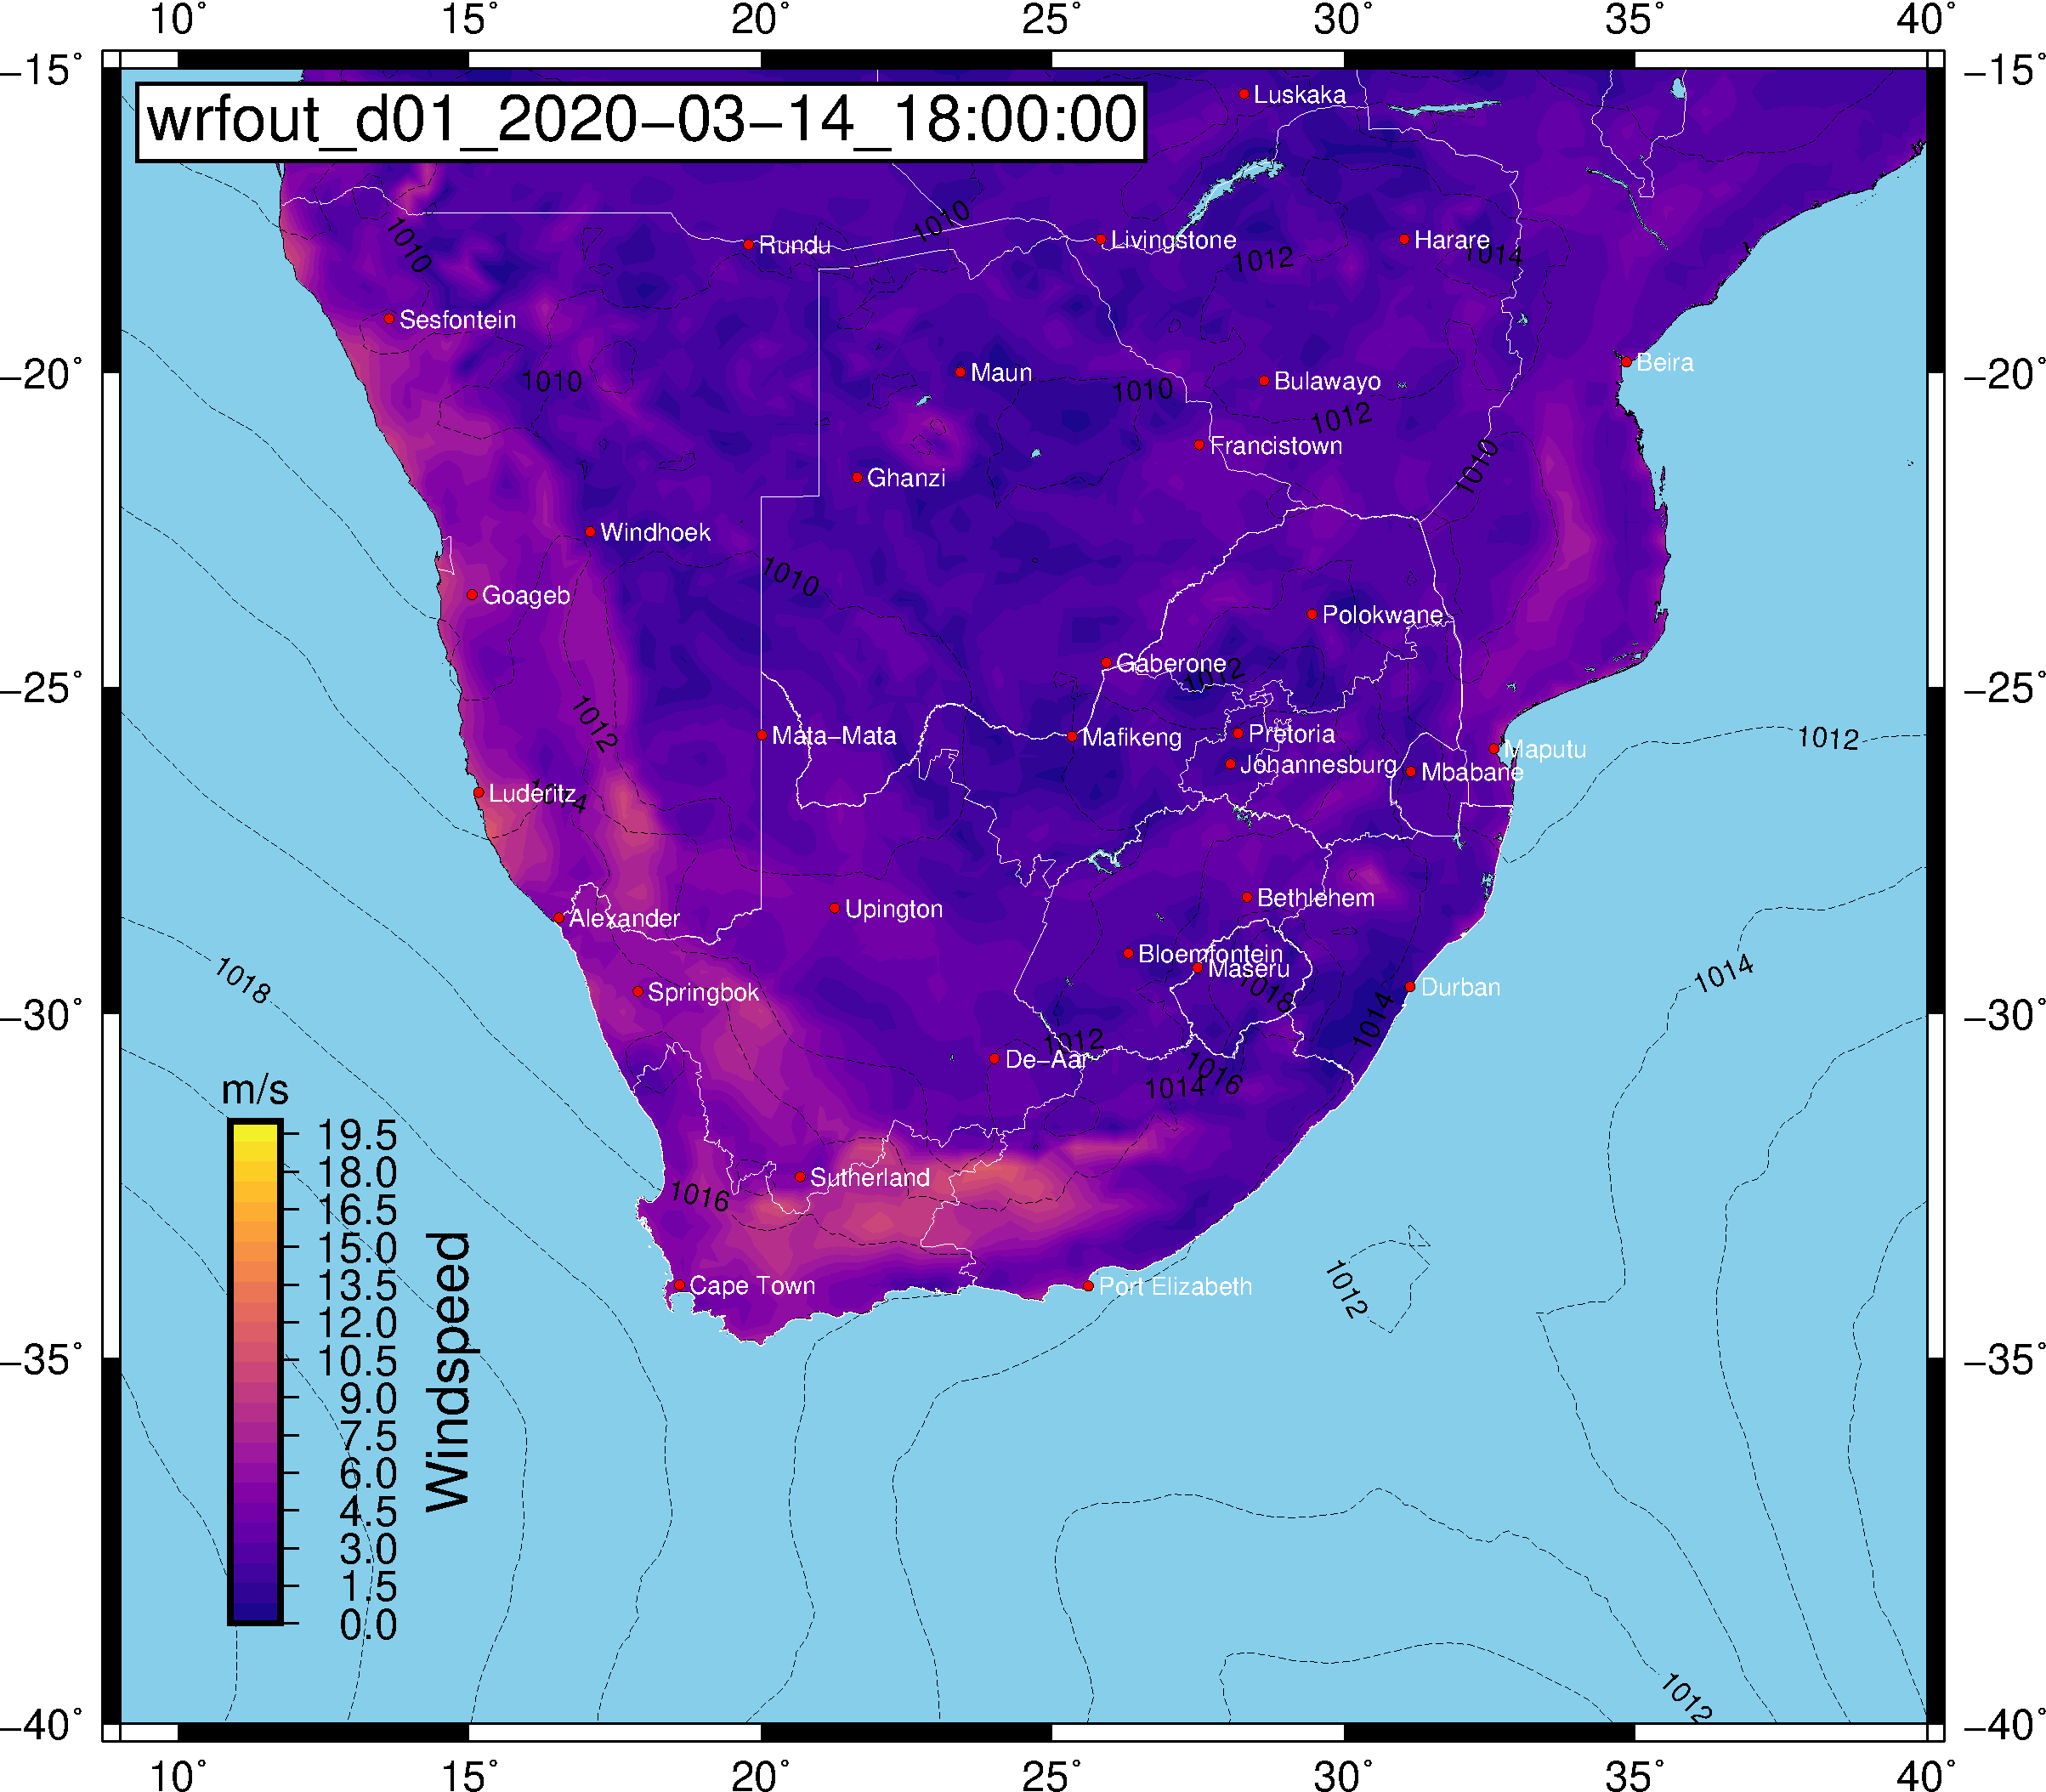 10° 15° 20° 25° 30° 35° 40°
−15° −15°
wrfout_d01_2020−03−14_18:00:00
Luskaka
1010
1010
Rundu
Livingstone
Harare
1012
1014
Sesfontein
−20° −20°
Beira
Maun
1010
1010
Bulawayo
1012
Francistown
1010
Ghanzi
Windhoek
1010
Goageb
Polokwane
Gaberone
1012
−25° −25°
1012
Mata−Mata
Mafikeng
Pretoria
Maputu
1012
Johannesburg
Mbabane
Luderitz
1014
Bethlehem
Upington
Alexander
Bloemfontein
Maseru
1018
1014
Springbok
1018
Durban
−30° −30°
1014
1012
De−Aar
1016
1014
Sutherland
1016
Cape Town
Port Elizabeth
1012
m/s
19.5
18.0
16.5
15.0
13.5
12.0
10.5
9.0
7.5
6.0
4.5
3.0
1.5
0.0
Windspeed
−35° −35°
1012
−40° −40°
10° 15° 20° 25° 30° 35° 40°